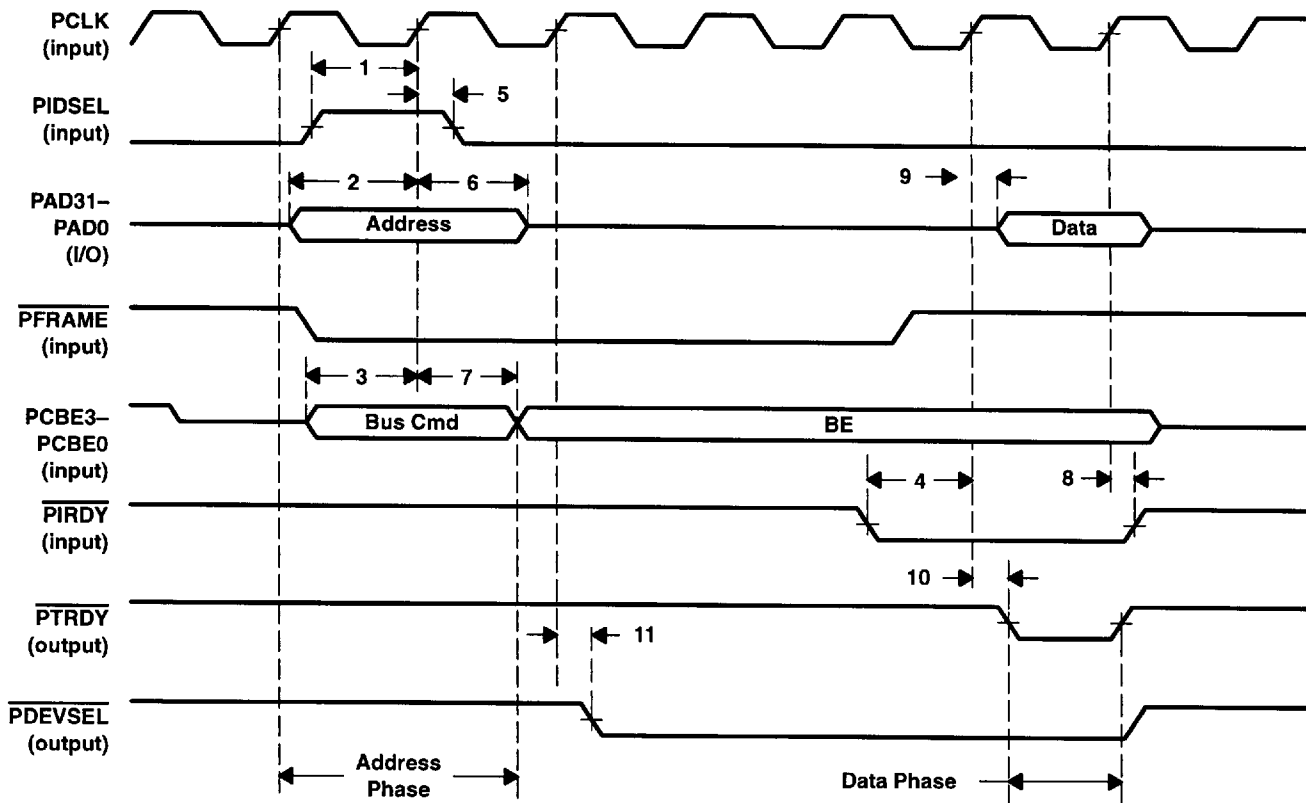 PCLK
(input)
1
5
PIDSEL
(input)
2
6
9
PAD31–
PAD0
(I/O)
Address
Data
PFRAME
(input)
3
7
PCBE3–
PCBE0
(input)
Bus Cmd
BE
4
8
PIRDY
(input)
10
PTRDY
(output)
11
PDEVSEL
(output)
Address
Phase
Data Phase